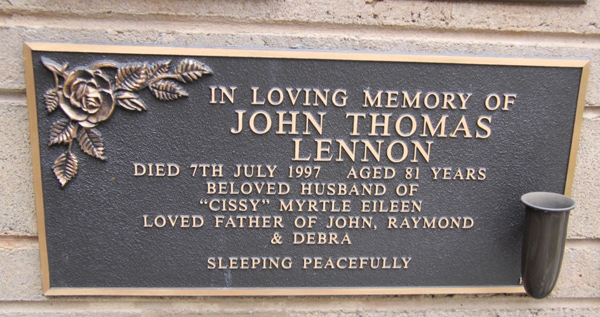 IN LOVING MEMORY OF
JOHN THOMAS
LENNON
DIED 7TH JULY 1997 AGED 81 YEARS
BELOVED HUSBAND OF
“CISSY” MYRTLE EILEEN
LOVED FATHER OF JOHN, RAYMOND
& DEBRA
SLEEPING PEACEFULLY